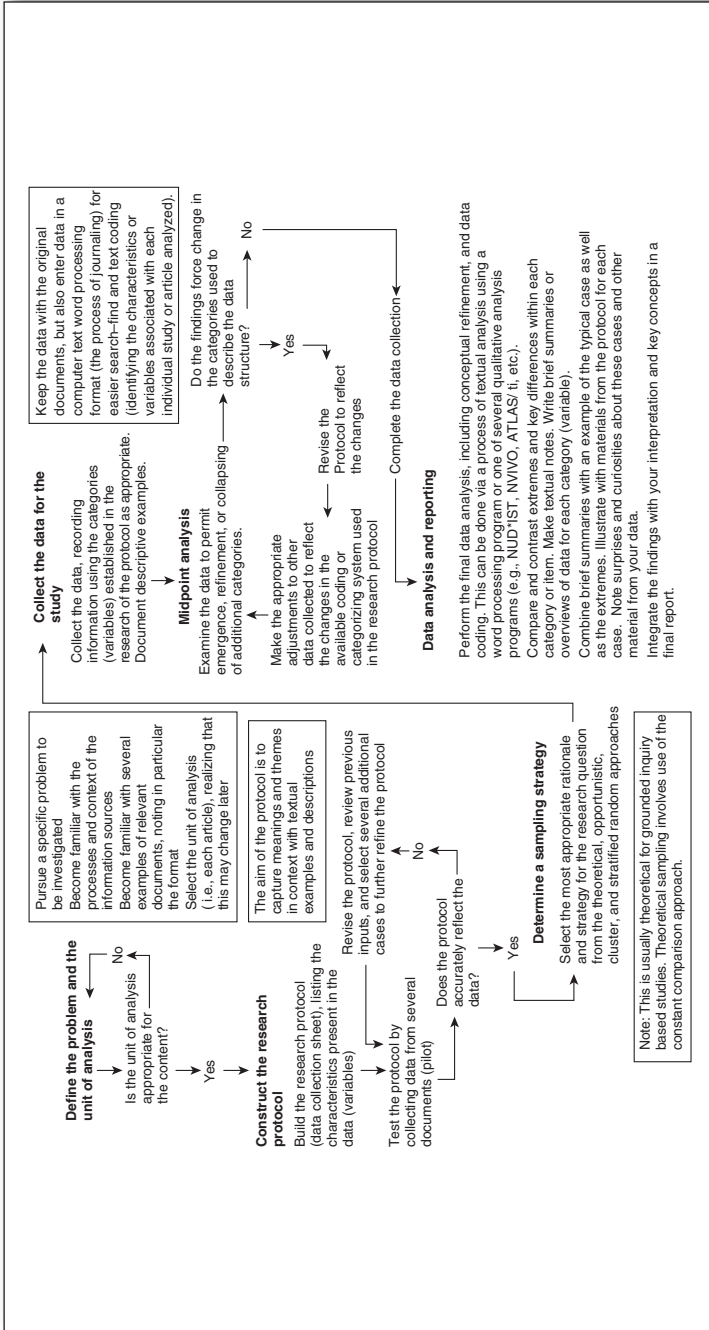 Define the problem and the
unit of analysis
Is the unit of analysis
appropriate for
the content?
No
Yes
Pursue a specific problem to
be investigated
Become familiar with the
processes and context of the
information sources
Become familiar with several
examples of relevant
documents, noting in particular
the format
Select the unit of analysis
( i.e., each article), realizing that
this may change later
Construct the research
protocol
Build the research protocol
(data collection sheet), listing the
characteristics present in the
data (variables)
The aim of the protocol is to
capture meanings and themes
in context with textual
examples and descriptions
Test the protocol by
collecting data from several
documents (pilot)
Revise the protocol, review previous
inputs, and select several additional
cases to further refine the protocol
No
Does the protocol
accurately reflect the
data?
Yes
Determine a sampling strategy
Select the most appropriate rationale
and strategy for the research question
from the theoretical, opportunistic,
cluster, and stratified random approaches
Note: This is usually theoretical for grounded inquiry
based studies. Theoretical sampling involves use of the
constant comparison approach.
Collect the data for the
study
Collect the data, recording
information using the categories
(variables) established in the
research of the protocol as appropriate.
Document descriptive examples.
Keep the data with the original
documents, but also enter data in a
computer text word processing
format (the process of journaling) for
easier search–find and text coding
(identifying the characteristics or
variables associated with each
individual study or article analyzed).
Midpoint analysis
Examine the data to permit
emergence, refinement, or collapsing
of additional categories.
Do the findings force change in
the categories used to
describe the data
structure?
Yes
No
Revise the
Protocol to reflect
the changes
Make the appropriate
adjustments to other
data collected to reflect
the changes in the
available coding or
categorizing system used
in the research protocol
Complete the data collection
Data analysis and reporting
Perform the final data analysis, including conceptual refinement, and data
coding. This can be done via a process of textual analysis using a
word processing program or one of several qualitative analysis
programs (e.g., NUD*IST, NVIVO, ATLAS/ ti, etc.).
Compare and contrast extremes and key differences within each
category or item. Make textual notes. Write brief summaries or
overviews of data for each category (variable).
Combine brief summaries with an example of the typical case as well
as the extremes. Illustrate with materials from the protocol for each
case.  Note surprises and curiosities about these cases and other
material from your data.
Integrate the findings with your interpretation and key concepts in a
final report.